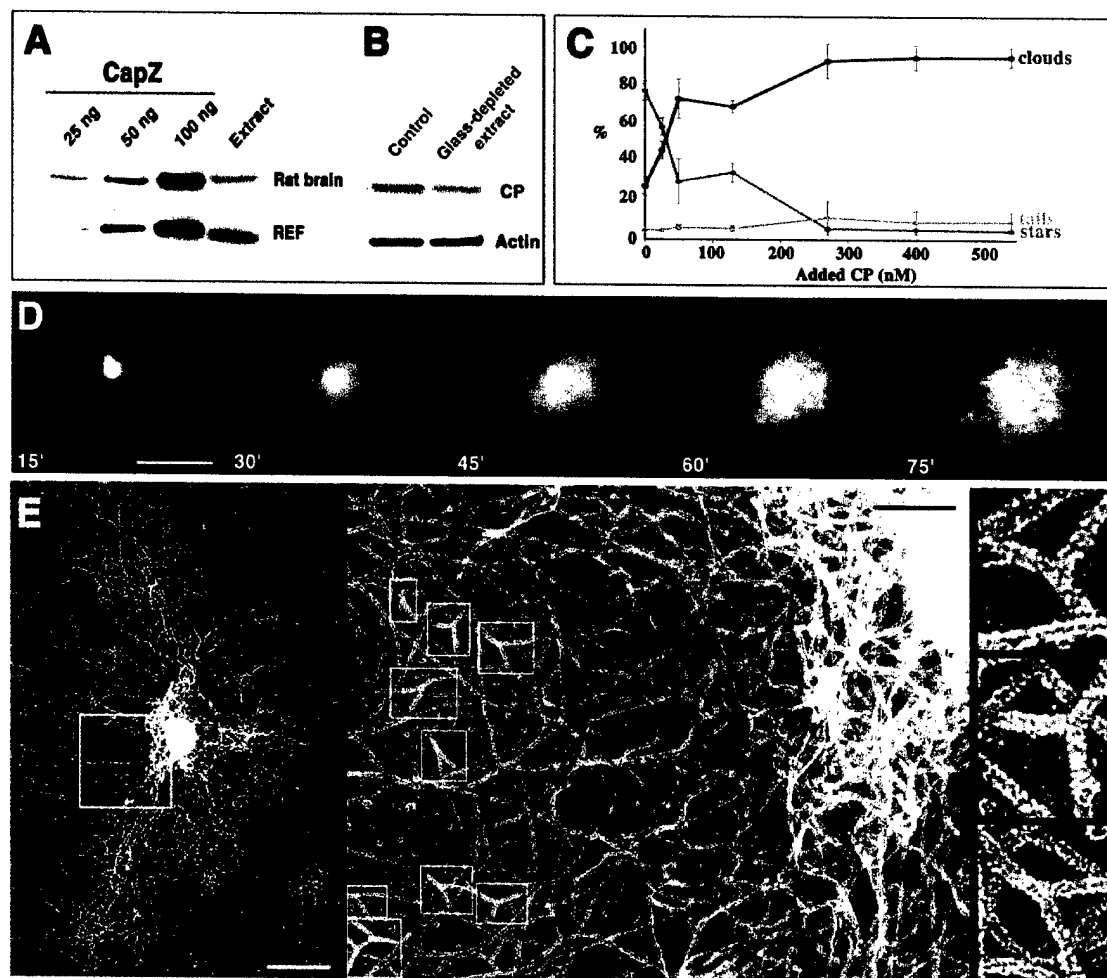 A
CapZ
25 ng
50 ng
100 ng
Extract
Rat brain
REF
B
Control
Glass-depleted
extract
CP
Actin
C
100
80
60
%
40
20
0
clouds
tails
stars
0
100
200
300
400
500
Added CP (nM)
D
15'
30'
45'
60'
75'
E